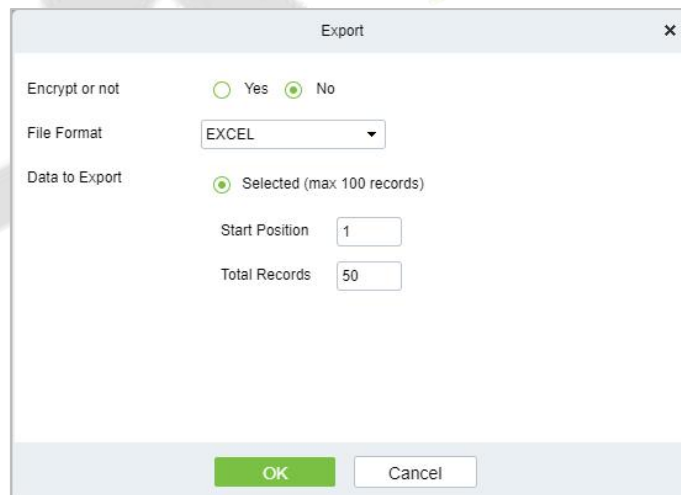 Export
Encrypt or not Yes No
File Format EXCEL
Data to Export Selected (max 100 records)
Start Position 1
Total Records 50
OK Cancel